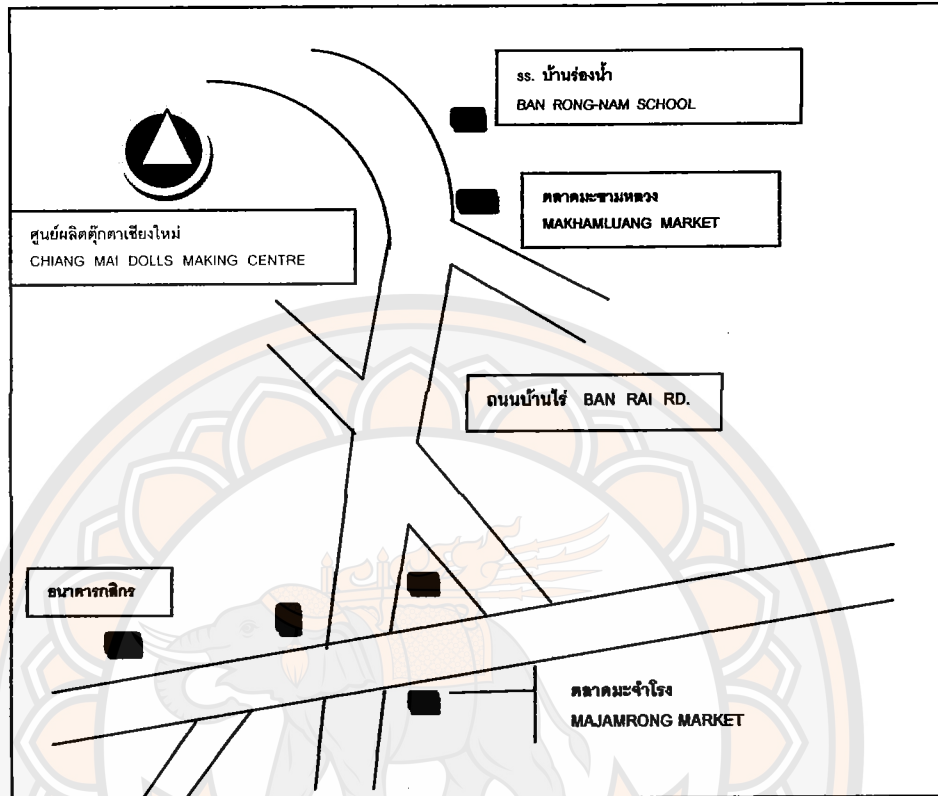 รร. บ้านร่องน้ำ
BAN RONG-NAM SCHOOL
ตลาดมะขามหลวง
MAKHAMLUANG MARKET
ศูนย์ผลิตตุ๊กตาเชียงใหม่
CHIANG MAI DOLLS MAKING CENTRE
ถนนบ้านไร่ BAN RAI RD.
ธนาคารกสิกร
ตลาดมะจำโรง
MAJAMRONG MARKET